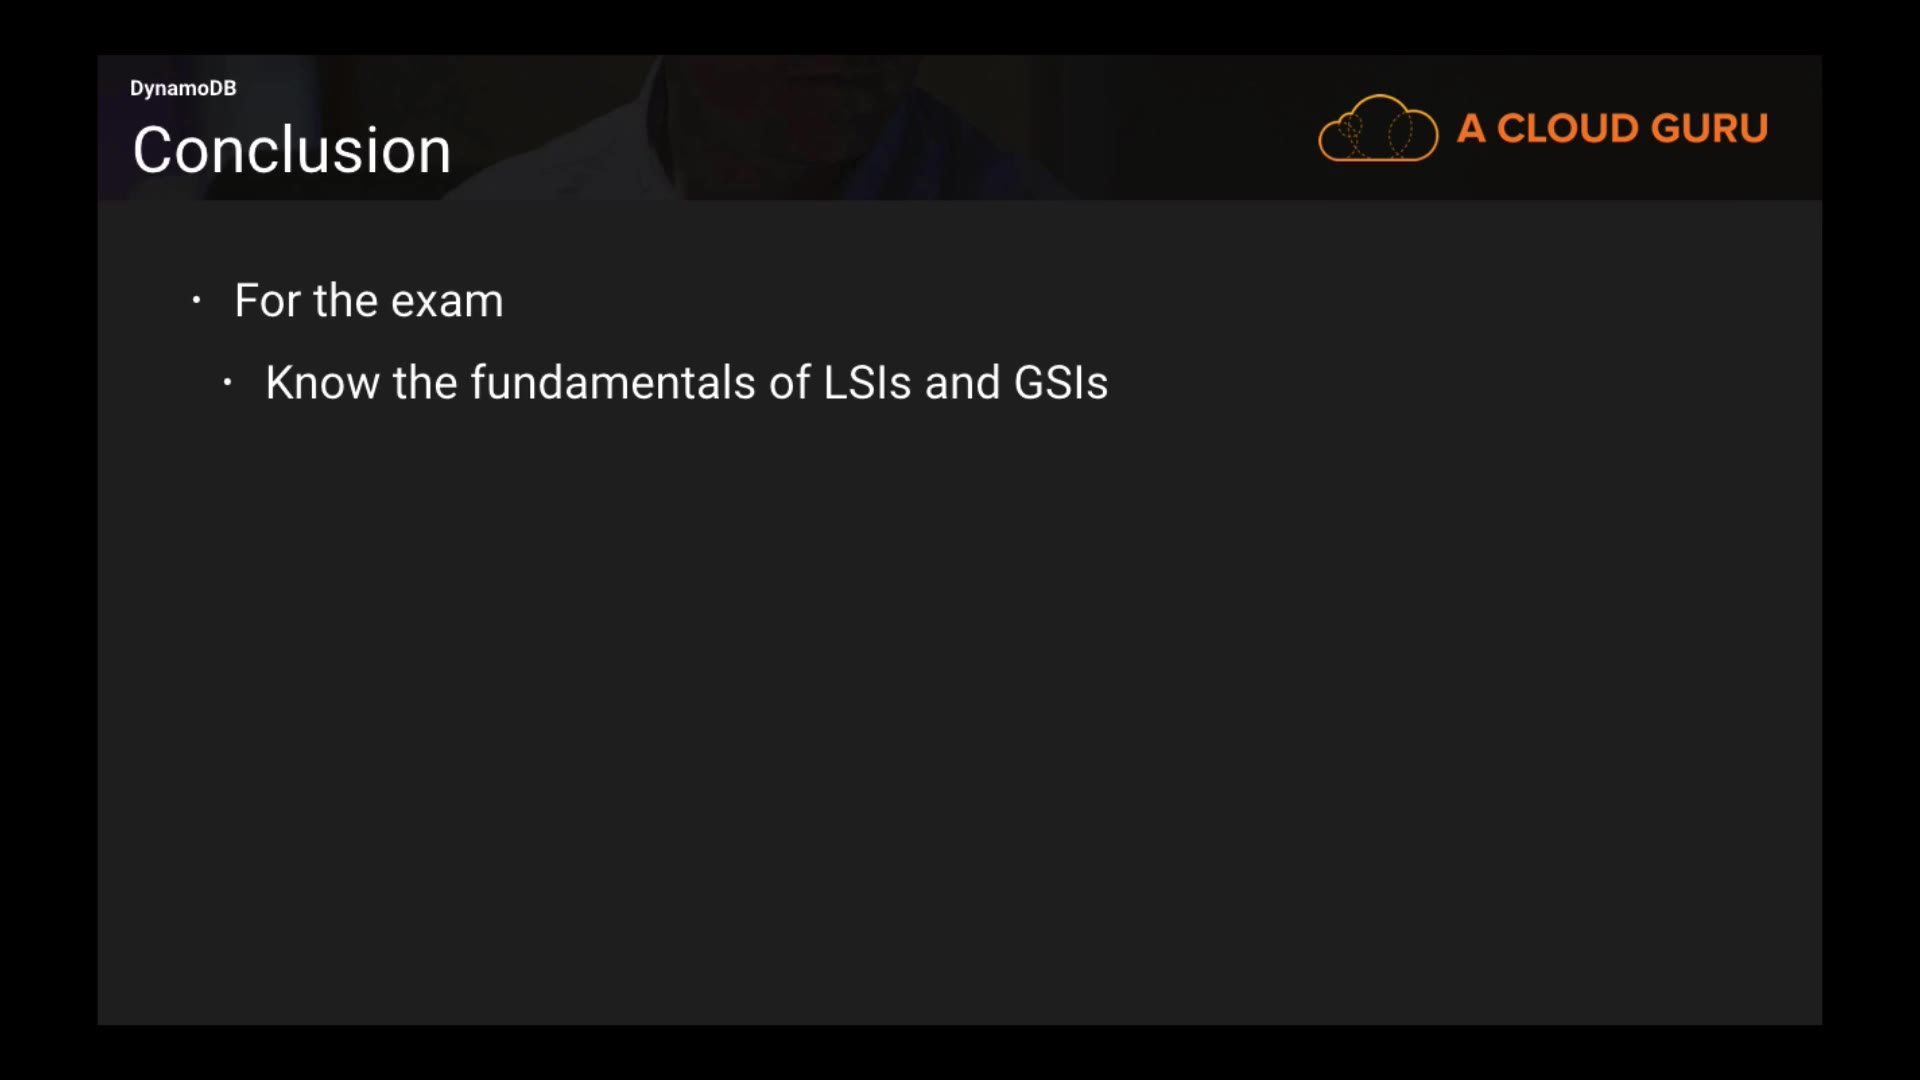 DynamoDB
Conclusion
A CLOUD GURU
• For the exam
• Know the fundamentals of LSIs and GSIs